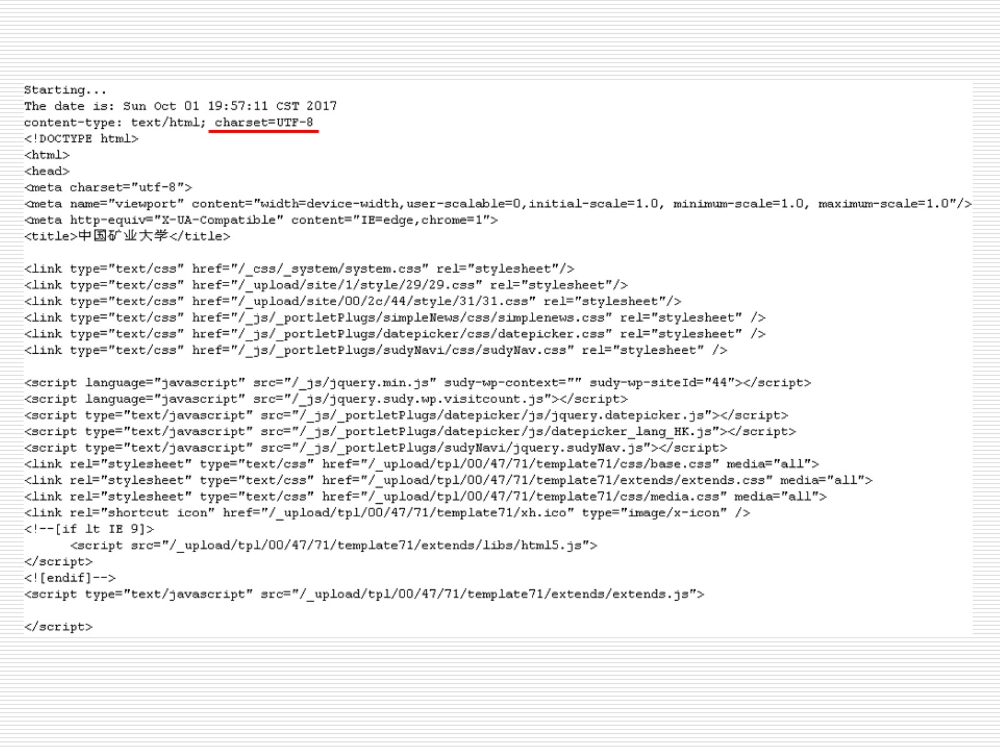 Starting...
The date is: Sun Oct 01 19:57:11 CST 2017
content-type: text/html; charset=UTF-8
<!DOCTYPE html>
<html>
<head>
<meta charset="utf-8">
<meta name="viewport" content="width=device-width,user-scalable=0,initial-scale=1.0, minimum-scale=1.0, maximum-scale=1.0"/>
<meta http-equiv="X-UA-Compatible" content="IE=edge,chrome=1">
<title>中国矿业大学</title>
<link type="text/css" href="/_css/_system/system.css" rel="stylesheet"/>
<link type="text/css" href="/_upload/site/1/style/29/29.css" rel="stylesheet"/>
<link type="text/css" href="/_upload/site/00/2c/44/style/31/31.css" rel="stylesheet"/>
<link type="text/css" href="/_js/_portletPlugs/simpleNews/css/simplenews.css" rel="stylesheet" />
<link type="text/css" href="/_js/_portletPlugs/datepicker/css/datepicker.css" rel="stylesheet" />
<link type="text/css" href="/_js/_portletPlugs/sudyNavi/css/sudyNav.css" rel="stylesheet" />
<script language="javascript" src="/_js/jquery.min.js" sudy-wp-context="" sudy-wp-siteId="44"></script>
<script language="javascript" src="/_js/jquery.sudy.wp.visitcount.js"></script>
<script type="text/javascript" src="/_js/_portletPlugs/datepicker/js/jquery.datepicker.js"></script>
<script type="text/javascript" src="/_js/_portletPlugs/datepicker/js/datepicker_lang_HK.js"></script>
<script type="text/javascript" src="/_js/_portletPlugs/sudyNavi/jquery.sudyNav.js"></script>
<link rel="stylesheet" type="text/css" href="/_upload/tpl/00/47/71/template71/css/base.css" media="all">
<link rel="stylesheet" type="text/css" href="/_upload/tpl/00/47/71/template71/extends/extends.css" media="all">
<link rel="stylesheet" type="text/css" href="/_upload/tpl/00/47/71/template71/css/media.css" media="all">
<link rel="shortcut icon" href="/_upload/tpl/00/47/71/template71/xh.ico" type="image/x-icon" />
<!--[if lt IE 9]>
<script src="/_upload/tpl/00/47/71/template71/extends/libs/html5.js">
</script>
<![endif]-->
<script type="text/javascript" src="/_upload/tpl/00/47/71/template71/extends/extends.js">
</script>